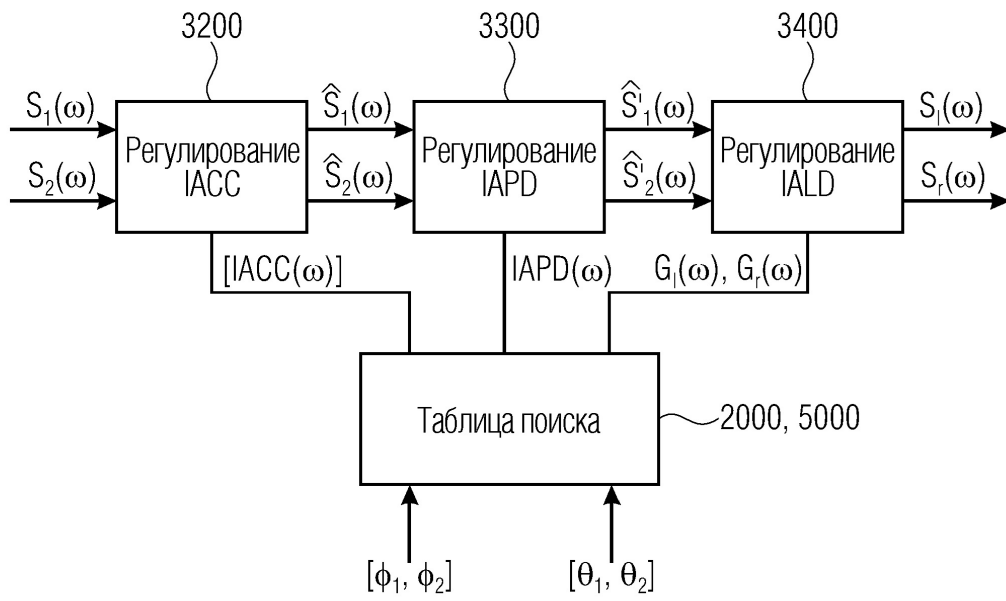 3200 3300 3400
S₁(ω) Ŝ₁(ω) Ŝ'₁(ω) Sₗ(ω)
Регулирование IACC
Регулирование IAPD
Регулирование IALD
S₂(ω) Ŝ₂(ω) Ŝ'₂(ω) Sᵣ(ω)
[IACC(ω)] IAPD(ω) Gₗ(ω), Gᵣ(ω)
Таблица поиска 2000, 5000
[ϕ₁, ϕ₂] [θ₁, θ₂]